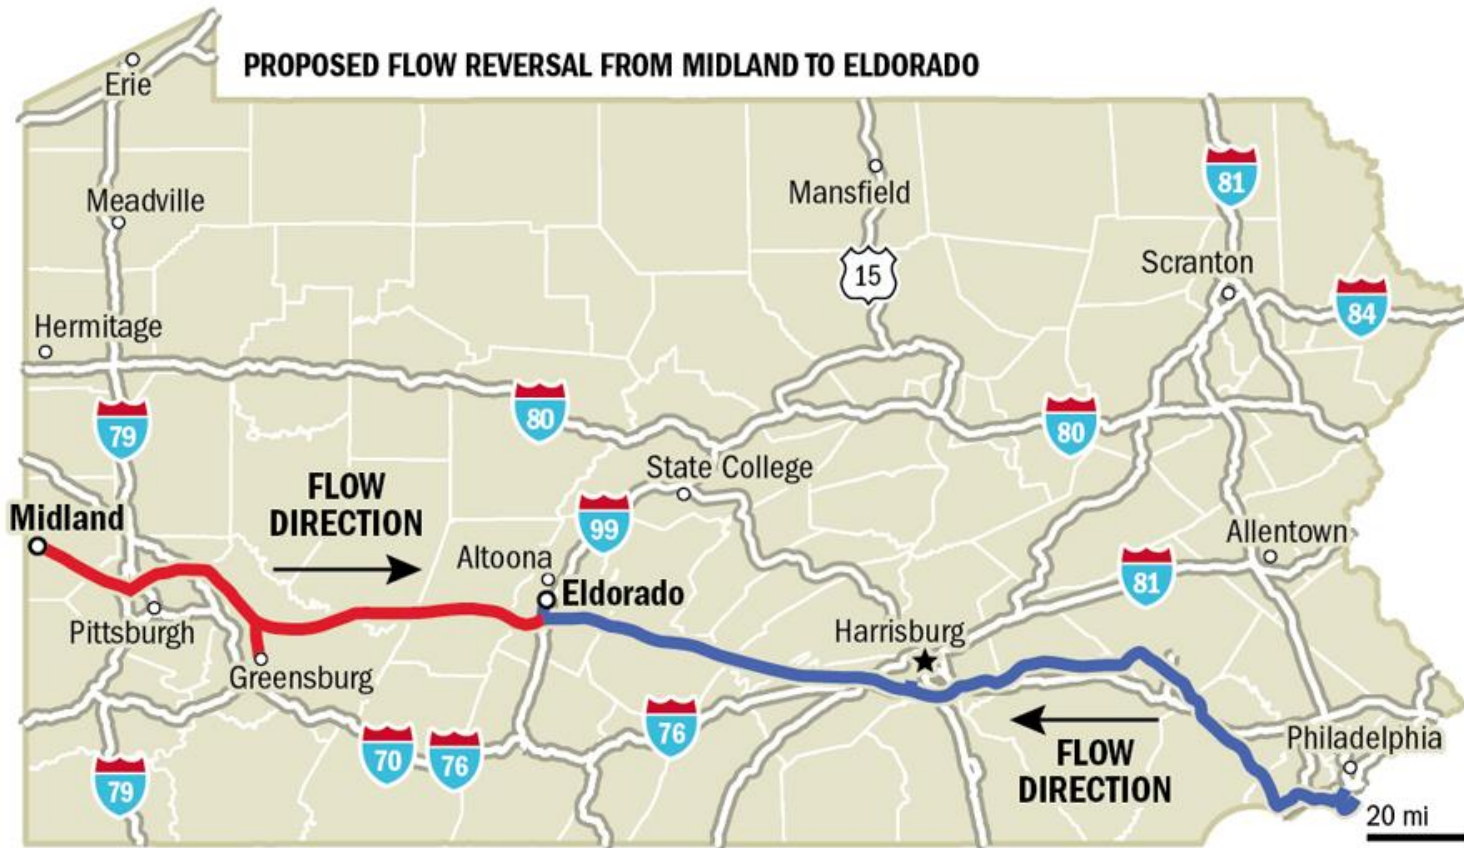 PROPOSED FLOW REVERSAL FROM MIDLAND TO ELDORADO
Erie
Meadville
Mansfield
81
15
Scranton
84
Hermitage
79
80
80
State College
FLOW
DIRECTION
99
Midland
Altoona
Eldorado
Allentown
81
Pittsburgh
Harrisburg
Greensburg
70
76
76
FLOW
DIRECTION
Philadelphia
79
20 mi